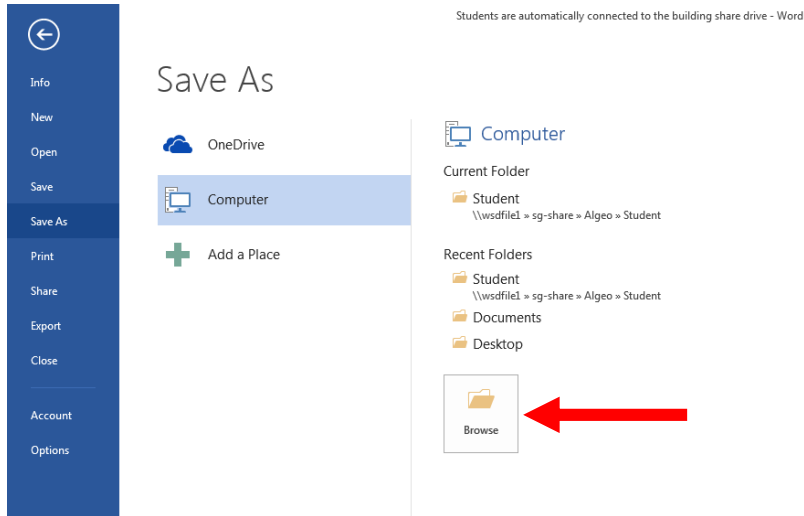 Students are automatically connected to the building share drive - Word
Info
New
Open
Save
Save As
Print
Share
Export
Close
Account
Options
Save As
OneDrive
Computer
Add a Place
Computer
Current Folder
Student
\\wsdfile1 » sg-share » Algeo » Student
Recent Folders
Student
\\wsdfile1 » sg-share » Algeo » Student
Documents
Desktop
Browse